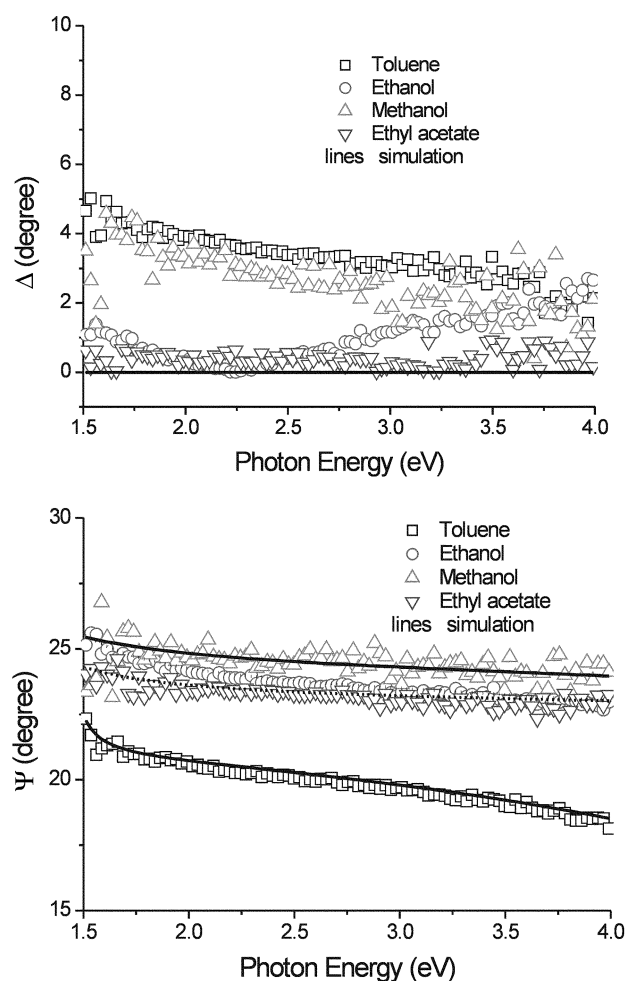 10
8
6
4
2
0
Δ (degree)
Toluene
Ethanol
Methanol
Ethyl acetate
lines simulation
1.5 2.0 2.5 3.0 3.5 4.0
Photon Energy (eV)
30
25
20
15
Ψ (degree)
Toluene
Ethanol
Methanol
Ethyl acetate
lines simulation
1.5 2.0 2.5 3.0 3.5 4.0
Photon Energy (eV)